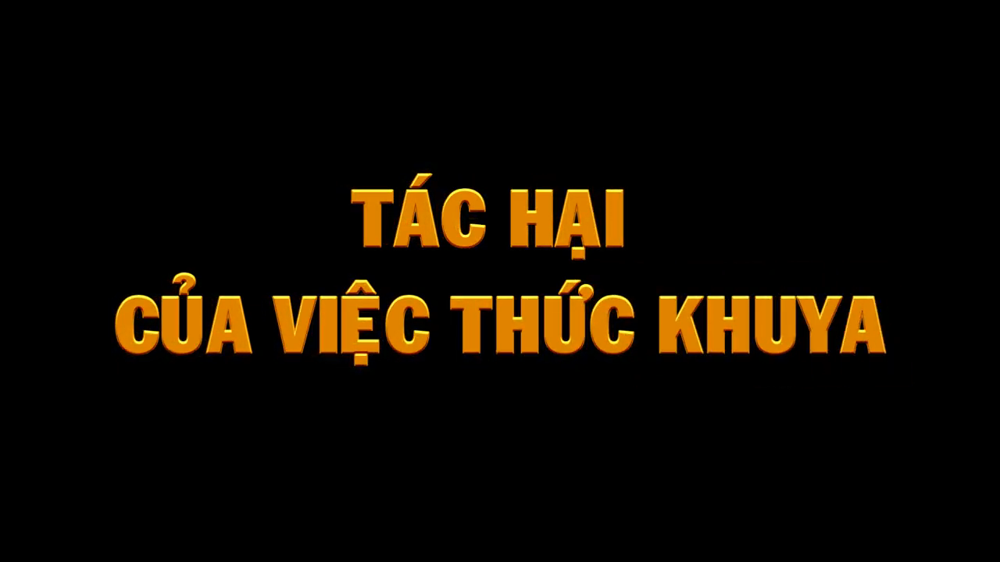 TÁC HẠI
CỦA VIỆC THỨC KHUYA